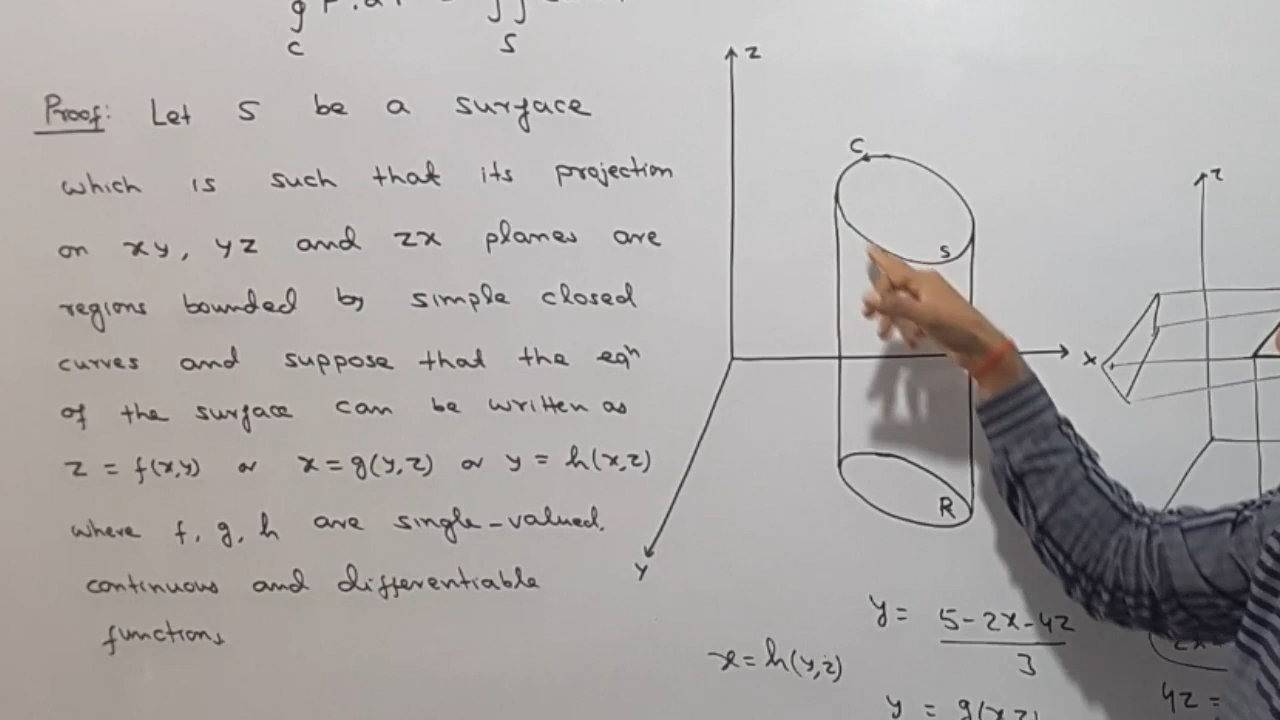 C
S
Proof: Let S be a surface
which is such that its projection
on xy, yz and zx planes are
regions bounded by simple closed
curves and suppose that the eqn
of the surface can be written as
z = f(x,y) or x = g(y,z) or y = h(x,z)
where f, g, h are single-valued.
continuous and differentiable
functions
z
C
S
R
x
y
z
y = 5-2x-4z
3
x = h(y,z)
4z =